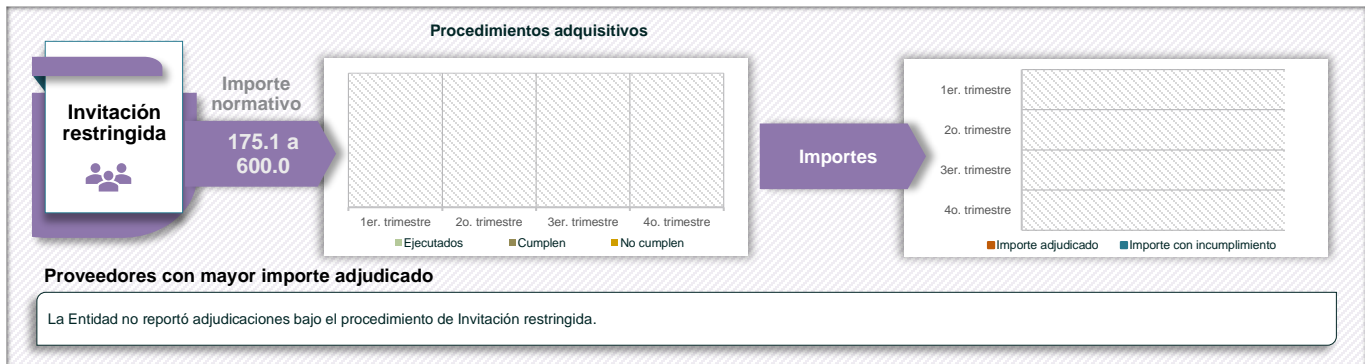 Procedimientos adquisitivos
Invitación
restringida
Importe
normativo
175.1 a
600.0
1er. trimestre
2o. trimestre
3er. trimestre
4o. trimestre
Ejecutados
Cumplen
No cumplen
Importes
1er. trimestre
2o. trimestre
3er. trimestre
4o. trimestre
Importe adjudicado
Importe con incumplimiento
Proveedores con mayor importe adjudicado
La Entidad no reportó adjudicaciones bajo el procedimiento de Invitación restringida.